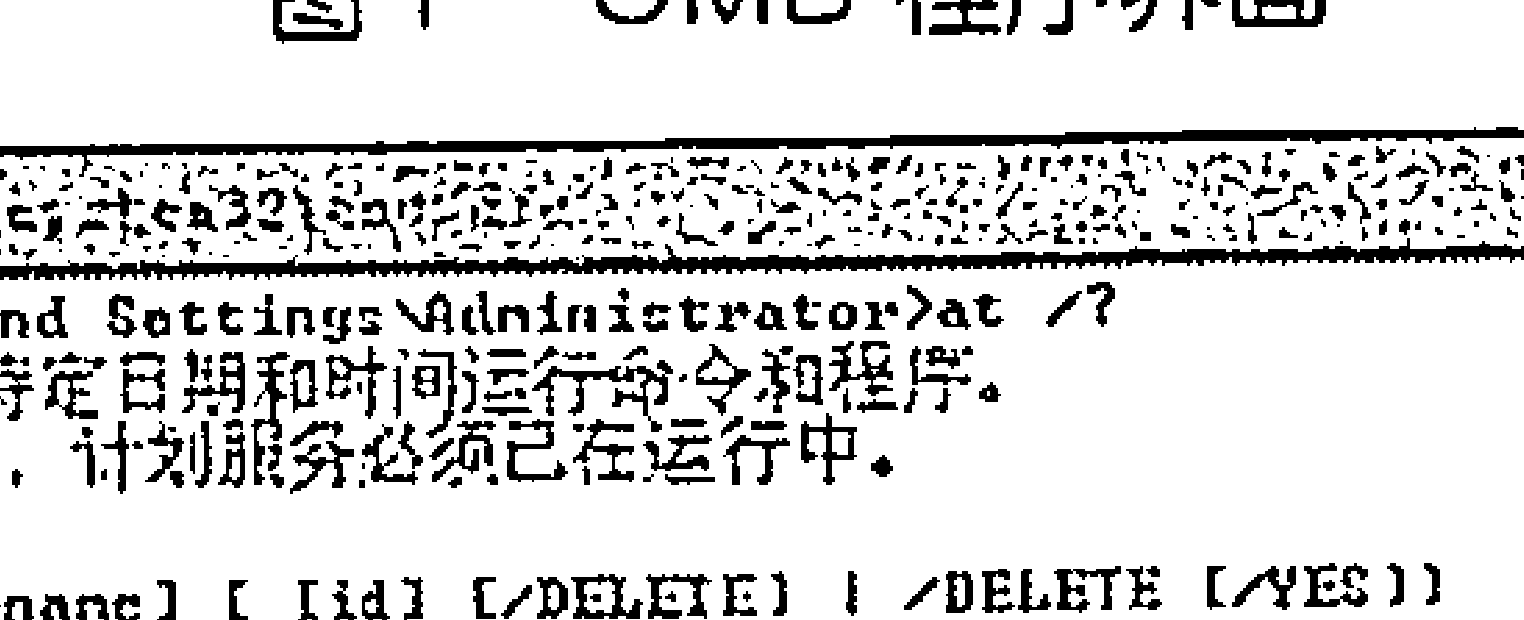 图1 CMD 程序界面
nd Settings\Administrator>at /?
特定日期和时间运行命令和程序。
, 计划服务必须已在运行中。
name] [ [id] [/DELETE] | /DELETE [/YES]]